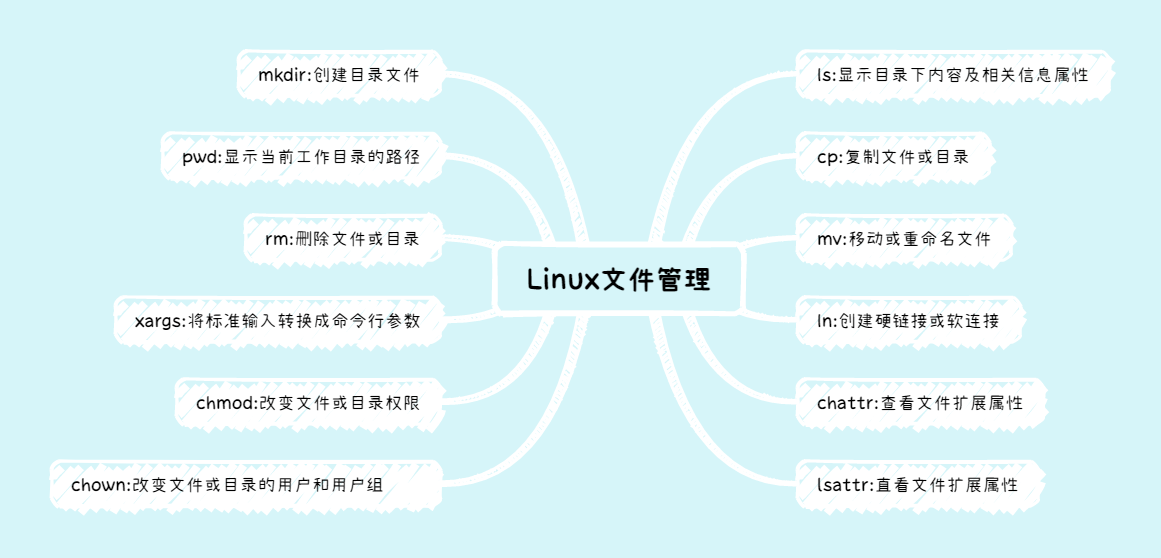 mkdir:创建目录文件
pwd:显示当前工作目录的路径
rm:删除文件或目录
xargs:将标准输入转换成命令行参数
chmod:改变文件或目录权限
chown:改变文件或目录的用户和用户组
Linux文件管理
ls:显示目录下内容及相关信息属性
cp:复制文件或目录
mv:移动或重命名文件
ln:创建硬链接或软连接
chattr:查看文件扩展属性
lsattr:直看文件扩展属性